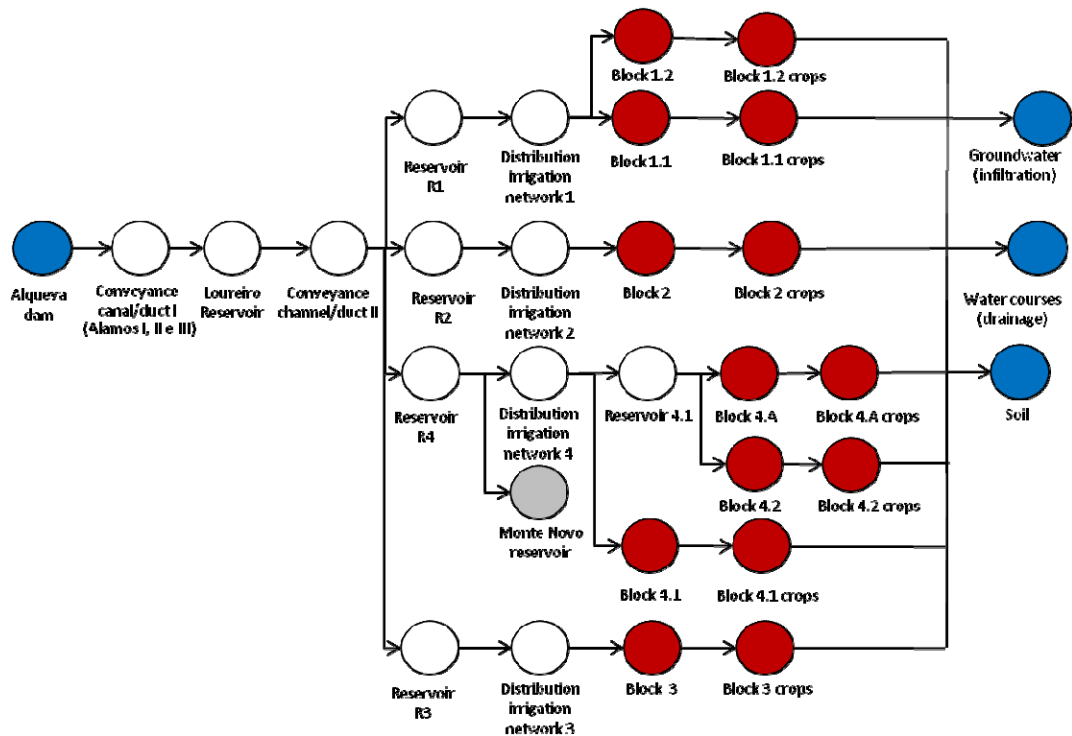 Block 1.2
Block 1.2 crops
Reservoir
R1
Distribution
irrigation
network 1
Block 1.1
Block 1.1 crops
Groundwater
(infiltration)
Alqueva
dam
Conveyance
canal/duct I
(Alamos I, II e III)
Loureiro
Reservoir
Conveyance
channel/duct II
Reservoir
R2
Distribution
irrigation
network 2
Block 2
Block 2 crops
Water courses
(drainage)
Reservoir
R4
Distribution
irrigation
network 4
Reservoir 4.1
Block 4.A
Block 4.A crops
Soil
Block 4.2
Block 4.2 crops
Monte Novo
reservoir
Block 4.1
Block 4.1 crops
Reservoir
R3
Distribution
irrigation
network 3
Block 3
Block 3 crops